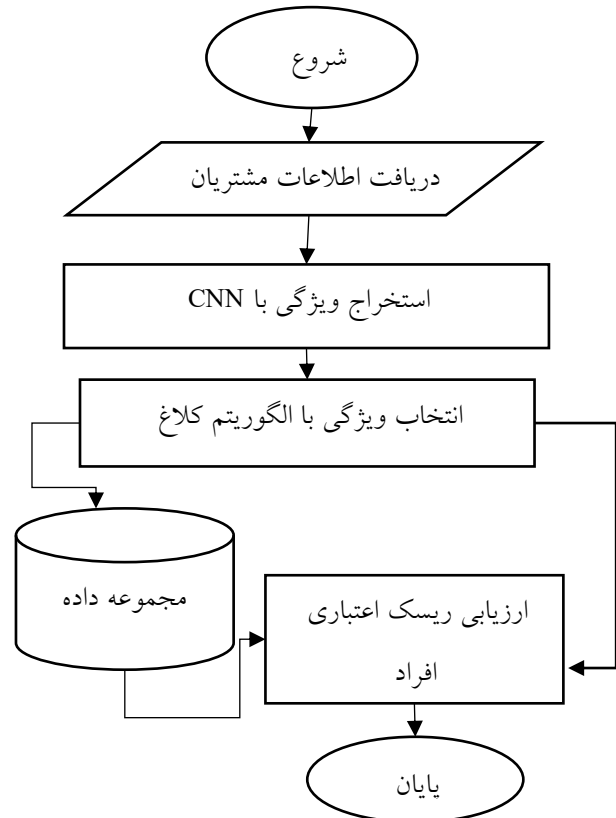 شروع
دریافت اطلاعات مشتریان
استخراج ویژگی با CNN
انتخاب ویژگی با الگوریتم کلاغ
مجموعه داده
ارزیابی ریسک اعتباری
افراد
پایان